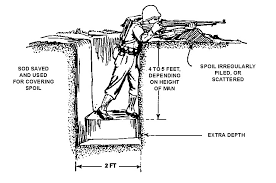 SOD SAVED
AND USED
FOR COVERING
SPOIL
4 TO 5 FEET,
DEPENDING
ON HEIGHT
OF MAN
SPOIL IRREGULARLY
PILED, OR
SCATTERED
EXTRA DEPTH
2 FT